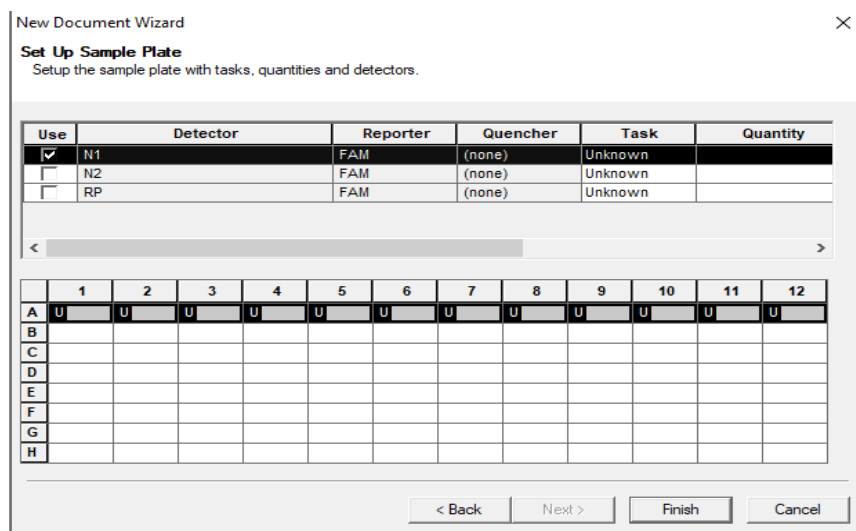 New Document Wizard
Set Up Sample Plate
Setup the sample plate with tasks, quantities and detectors.
Use Detector Reporter Quencher Task Quantity
N1 FAM (none) Unknown
N2 FAM (none) Unknown
RP FAM (none) Unknown
1 2 3 4 5 6 7 8 9 10 11 12
A U U U U U U U U U U U U
B
C
D
E
F
G
H
< Back Next > Finish Cancel